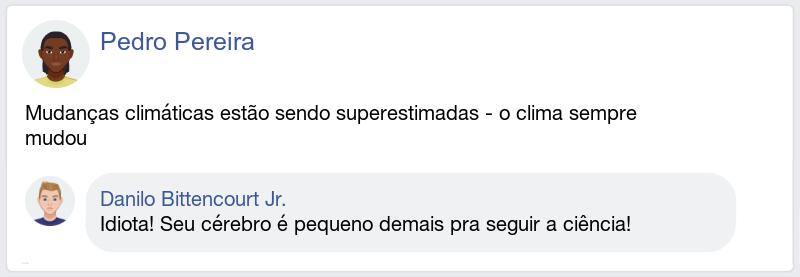 Pedro Pereira
Mudanças climáticas estão sendo superestimadas - o clima sempre
mudou
Danilo Bittencourt Jr.
Idiota! Seu cérebro é pequeno demais pra seguir a ciência!